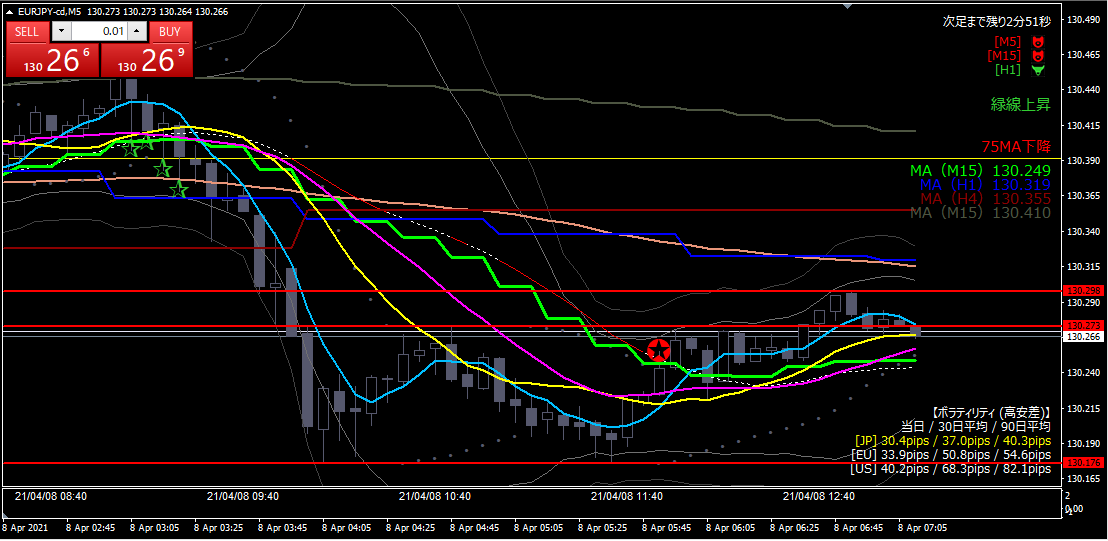 EURJPY-cd,M5 130.273 130.273 130.264 130.266
SELL
0.01
BUY
130 26 6
130 26 9
次足まで残り2分51秒
[M5]
[M15]
[H1]
緑線上昇
75MA下降
MA（M15）130.249
MA（H1）130.319
MA（H4）130.355
MA（M15）130.410
130.490
130.465
130.440
130.415
130.390
130.365
130.340
130.315
130.298
130.290
130.273
130.266
130.240
130.215
130.190
130.176
130.165
【ボラティリティ (高安差)】
当日 / 30日平均 / 90日平均
[JP] 30.4pips / 37.0pips / 40.3pips
[EU] 33.9pips / 50.8pips / 54.6pips
[US] 40.2pips / 68.3pips / 82.1pips
21/04/08 08:40
21/04/08 09:40
21/04/08 10:40
21/04/08 11:40
21/04/08 12:40
2
0.00
8 Apr 2021
8 Apr 02:45
8 Apr 03:05
8 Apr 03:25
8 Apr 03:45
8 Apr 04:05
8 Apr 04:25
8 Apr 04:45
8 Apr 05:05
8 Apr 05:25
8 Apr 05:45
8 Apr 06:05
8 Apr 06:25
8 Apr 06:45
8 Apr 07:05